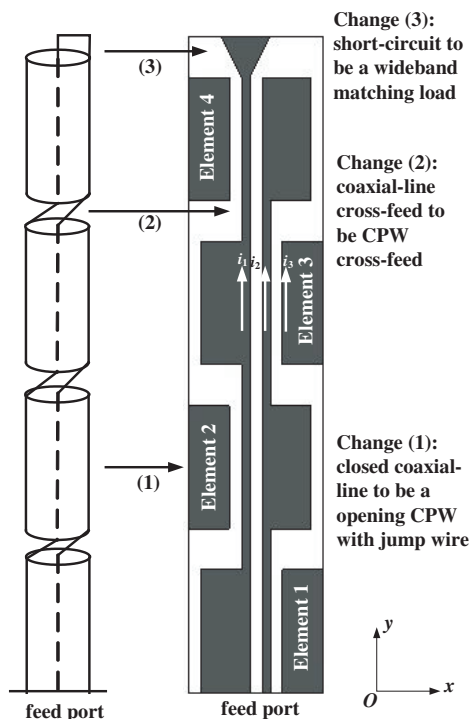 Change (3):
short-circuit to
be a wideband
matching load
(3)
Element 4
Change (2):
coaxial-line
cross-feed to
be CPW
cross-feed
(2)
i1 i2 i3
Element 3
Element 2
(1)
Change (1):
closed coaxial-
line to be a
opening CPW
with jump wire
Element 1
y
O x
feed port
feed port